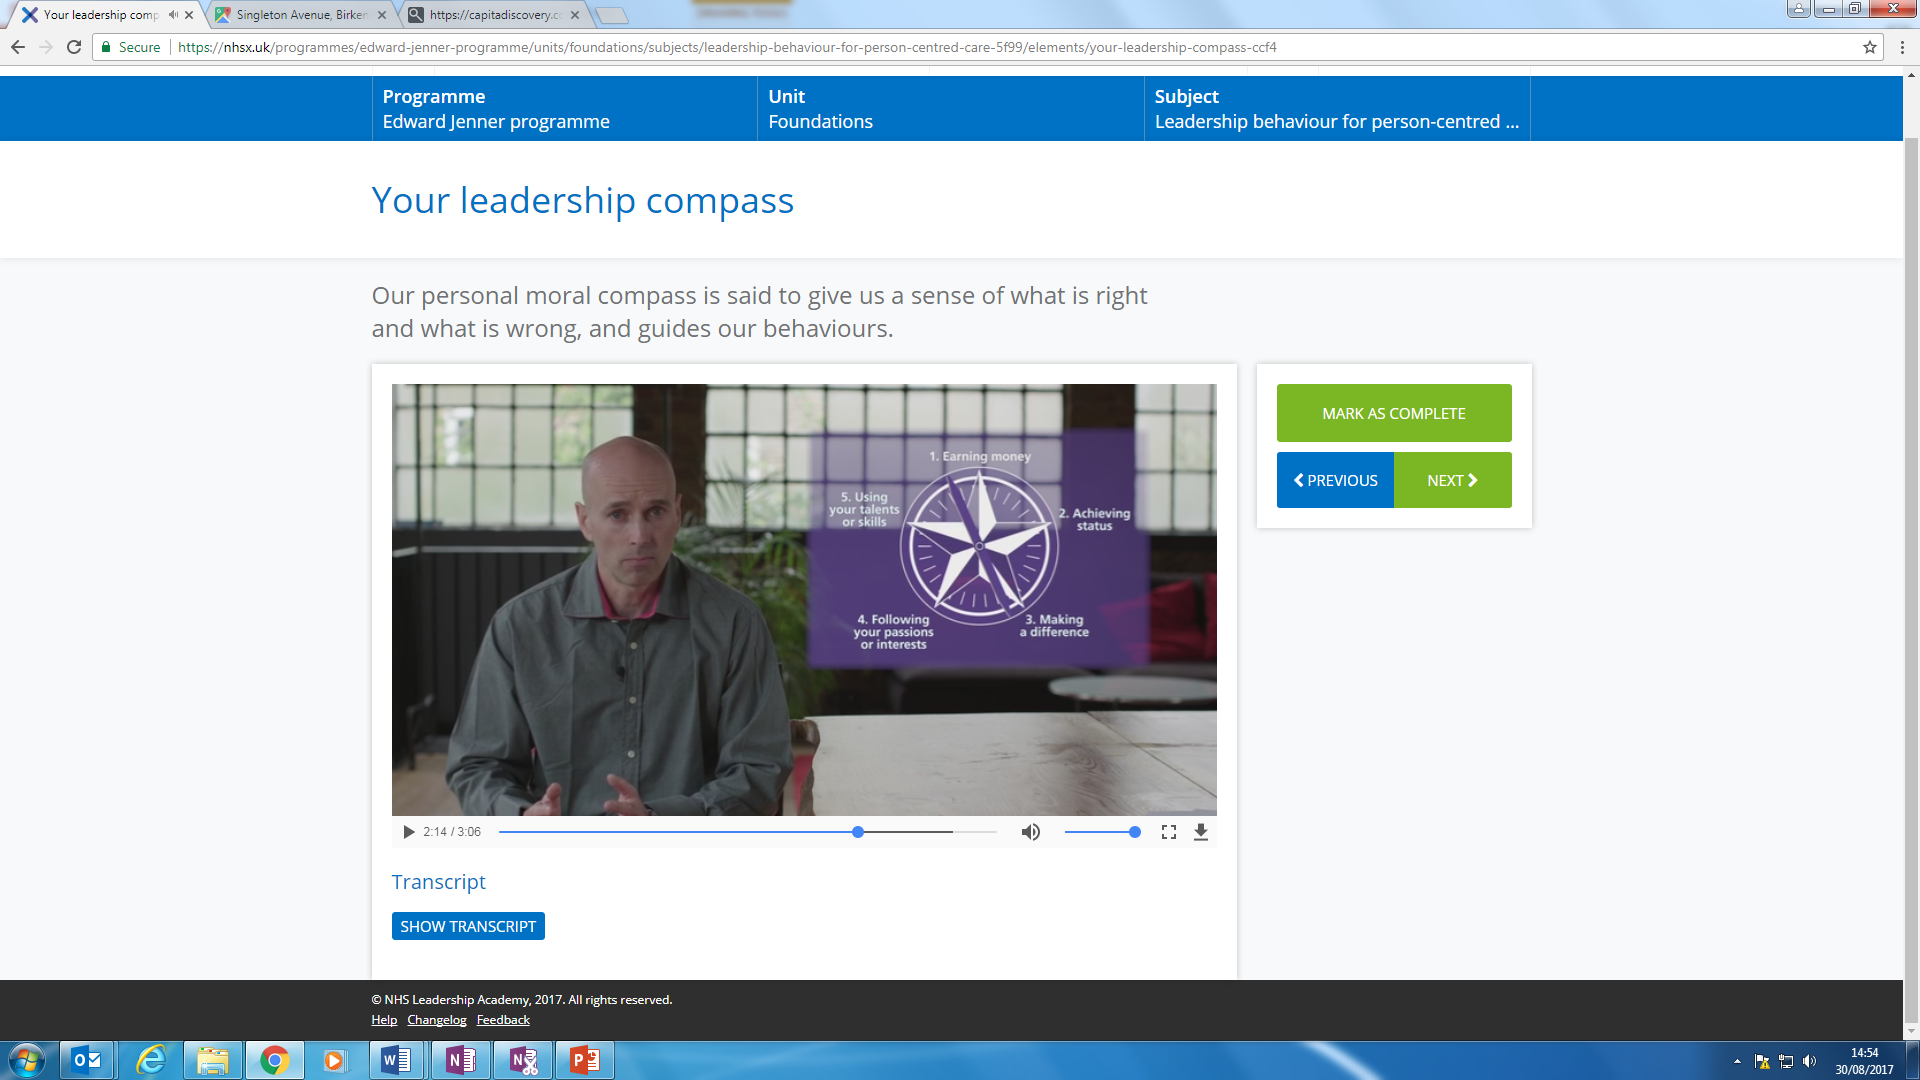 Your leadership comp
Singleton Avenue, Birken
https://capitadiscovery.c
Secure
https://nhsx.uk/programmes/edward-jenner-programme/units/foundations/subjects/leadership-behaviour-for-person-centred-care-5f99/elements/your-leadership-compass-ccf4
Programme
Edward Jenner programme
Unit
Foundations
Subject
Leadership behaviour for person-centred ...
Your leadership compass
Our personal moral compass is said to give us a sense of what is right
and what is wrong, and guides our behaviours.
1. Earning money
2. Achieving
status
3. Making
a difference
4. Following
your passions
or interests
5. Using
your talents
or skills
MARK AS COMPLETE
PREVIOUS
NEXT
2:14 / 3:06
Transcript
SHOW TRANSCRIPT
© NHS Leadership Academy, 2017. All rights reserved.
Help Changelog Feedback
14:54
30/08/2017